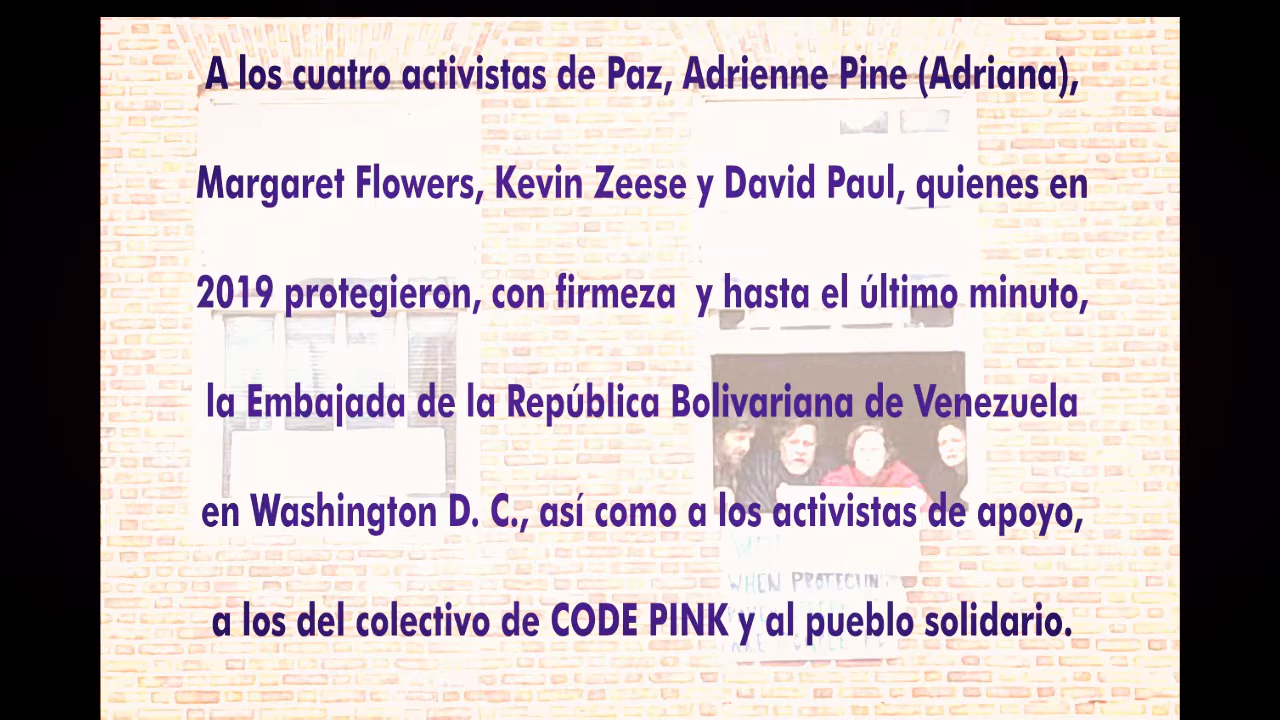 A los cuatro activistas de Paz, Adrienne Pine (Adriana),
Margaret Flowers, Kevin Zeese y David Paul, quienes en
2019 protegieron, con firmeza  y hasta el último minuto,
la Embajada de la República Bolivariana de Venezuela
en Washington D. C., así como a los activistas de apoyo,
WHEN PROTECTIN
a los del colectivo de CODE PINK y al pueblo solidario.